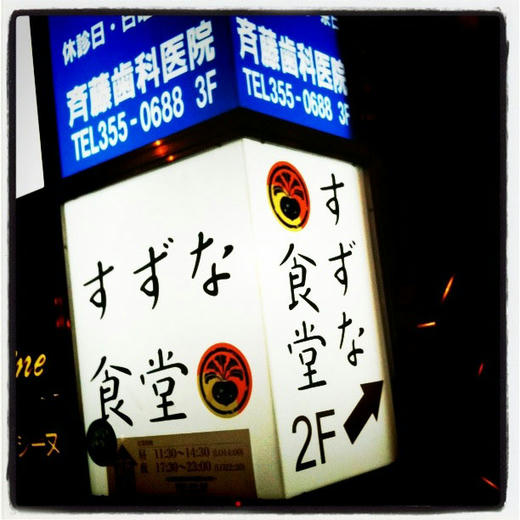 休診日・日
斉藤歯科医院
TEL355-0688 3F
斉藤歯科医院
TEL355-0688 3F
すずな
食堂
すずな
食堂
2F
昼 11:30~14:30
夜 17:30~23:00
ine
シーヌ